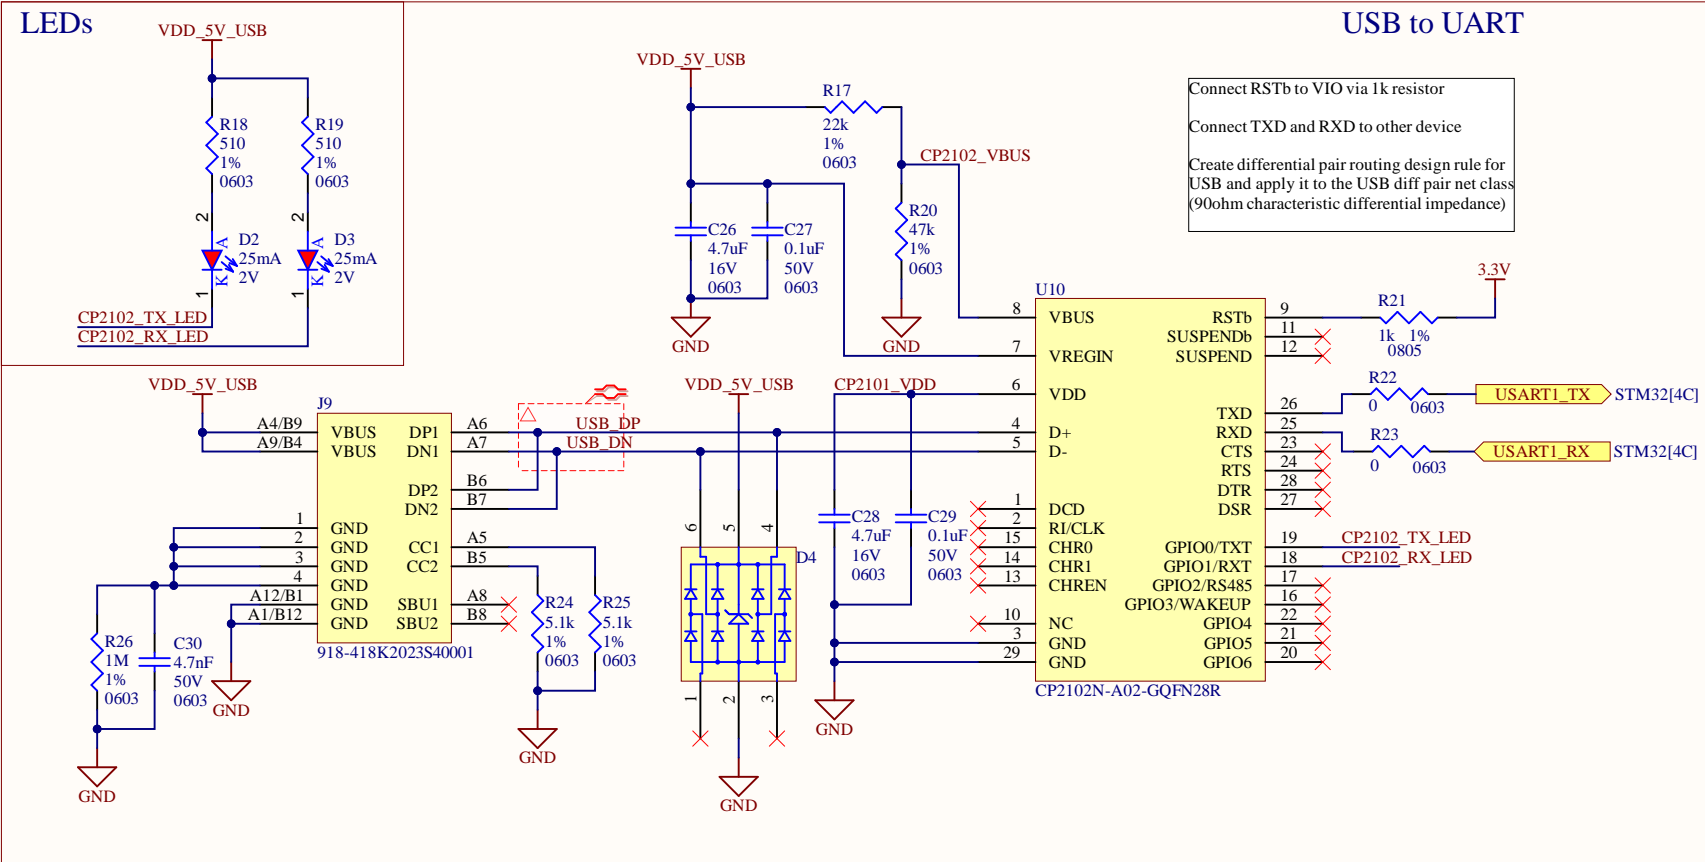 LEDs
VDD_5V_USB
R18
510
1%
0603
R19
510
1%
0603
2
2
A
A
D2
25mA
2V
D3
25mA
2V
K
K
1
1
CP2102_TX_LED
CP2102_RX_LED
USB to UART
VDD_5V_USB
R17
22k
1%
0603
CP2102_VBUS
R20
47k
1%
0603
C26
4.7uF
16V
0603
C27
0.1uF
50V
0603
GND
GND
Connect RSTb to VIO via 1k resistor
Connect TXD and RXD to other device
Create differential pair routing design rule for
USB and apply it to the USB diff pair net class
(90ohm characteristic differential impedance)
VDD_5V_USB
J9
A4/B9
VBUS
DP1
A6
A9/B4
VBUS
DN1
A7
DP2
B6
DN2
B7
1
GND
2
GND
CC1
A5
3
GND
CC2
B5
4
GND
A12/B1
GND
SBU1
A8
A1/B12
GND
SBU2
B8
918-418K2023S40001
R26
1M
1%
0603
C30
4.7nF
50V
0603
GND
GND
USB_DP
USB_DN
R24
5.1k
1%
0603
R25
5.1k
1%
0603
GND
VDD_5V_USB
6
5
4
D4
1
2
3
GND
CP2101_VDD
C28
4.7uF
16V
0603
C29
0.1uF
50V
0603
GND
U10
8
VBUS
RSTb
9
SUSPENDb
11
7
VREGIN
SUSPEND
12
6
VDD
TXD
26
4
D+
RXD
25
5
D-
CTS
23
RTS
24
DTR
28
1
DCD
DSR
27
2
RI/CLK
15
CHR0
GPIO0/TXT
19
14
CHR1
GPIO1/RXT
18
13
CHREN
GPIO2/RS485
17
GPIO3/WAKEUP
16
10
NC
GPIO4
22
3
GND
GPIO5
21
29
GND
GPIO6
20
CP2102N-A02-GQFN28R
3.3V
R21
1k 1%
0805
R22
0 0603
USART1_TX
STM32[4C]
R23
0 0603
USART1_RX
STM32[4C]
CP2102_TX_LED
CP2102_RX_LED